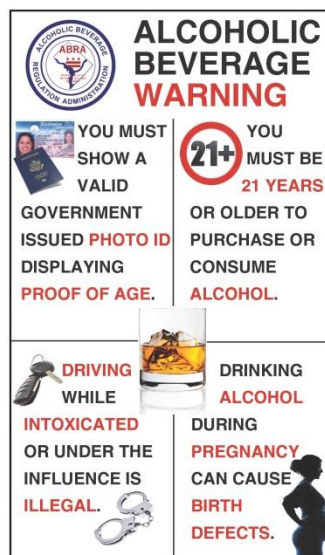 ALCOHOLIC BEVERAGE
ABRA
REGULATION ADMINISTRATION
ALCOHOLIC
BEVERAGE
WARNING
YOU MUST
SHOW A
VALID
GOVERNMENT
ISSUED PHOTO ID
DISPLAYING
PROOF OF AGE.
21+
YOU
MUST BE
21 YEARS
OR OLDER TO
PURCHASE OR
CONSUME
ALCOHOL.
DRIVING
WHILE
INTOXICATED
OR UNDER THE
INFLUENCE IS
ILLEGAL.
DRINKING
ALCOHOL
DURING
PREGNANCY
CAN CAUSE
BIRTH
DEFECTS.